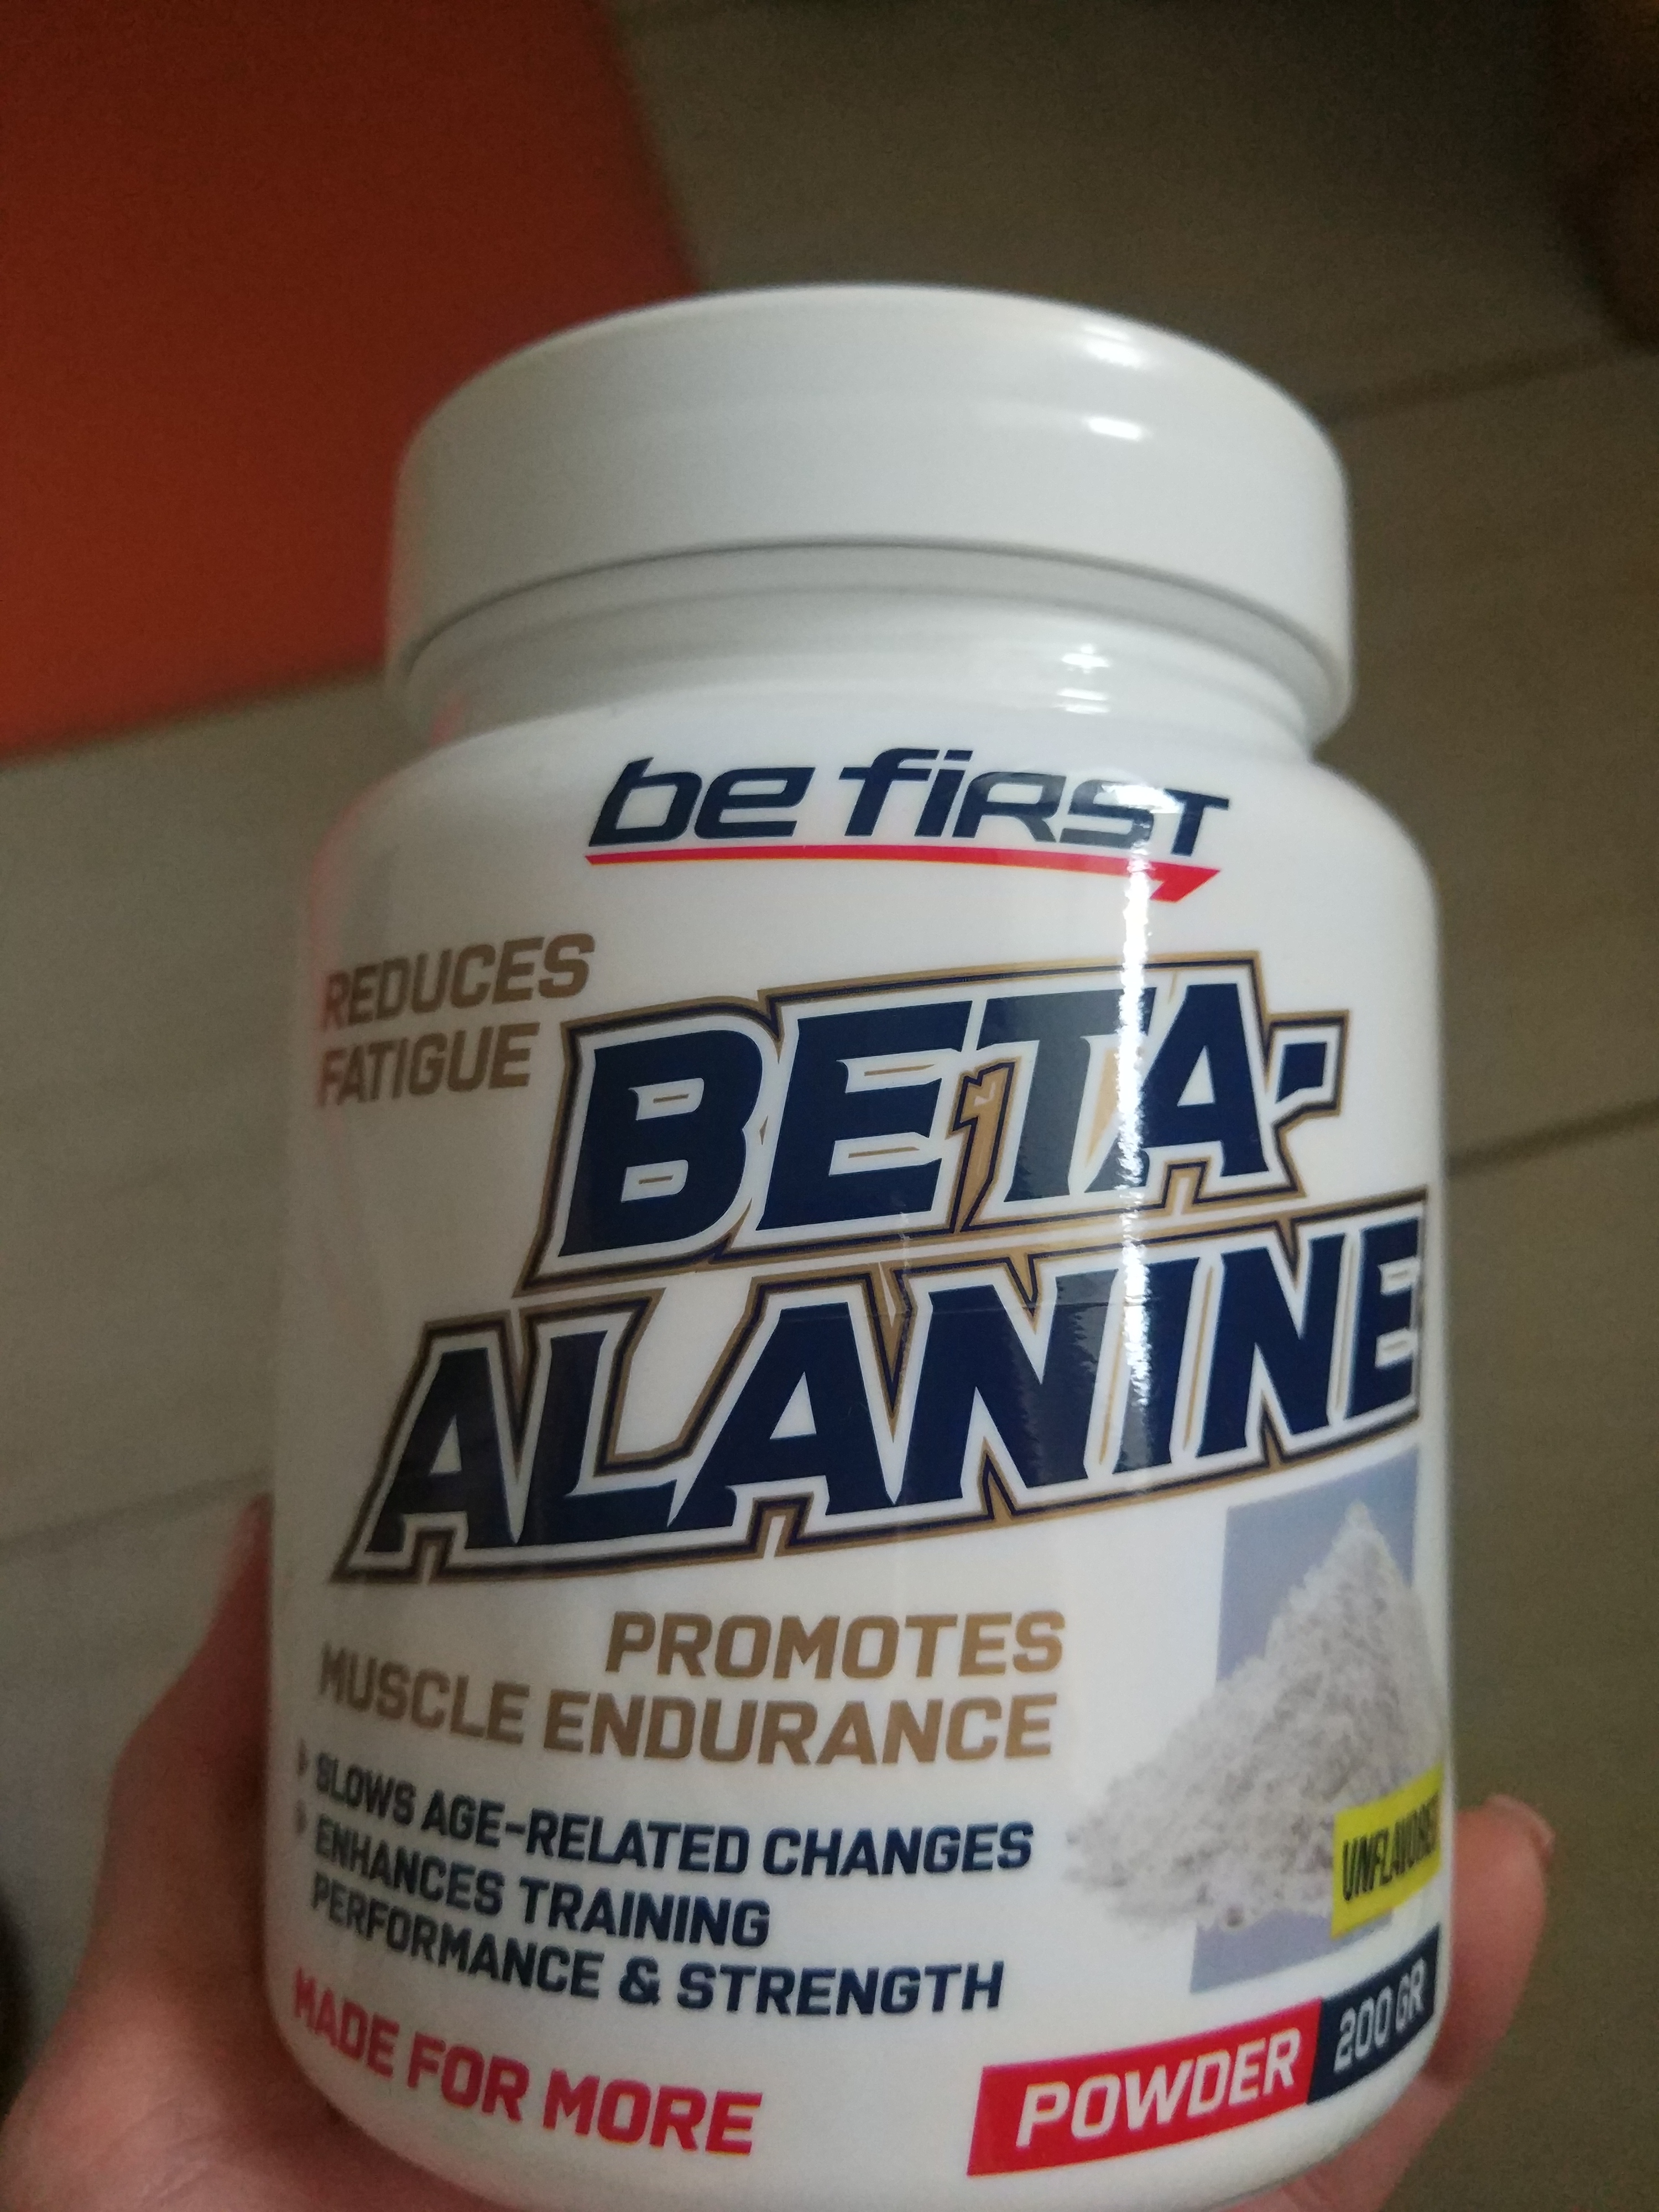 be first
REDUCES
FATIGUE
BETA-
ALANINE
PROMOTES
MUSCLE ENDURANCE
SLOWS AGE-RELATED CHANGES
ENHANCES TRAINING
PERFORMANCE & STRENGTH
UNFLAVORED
MADE FOR MORE
POWDER 200 GR